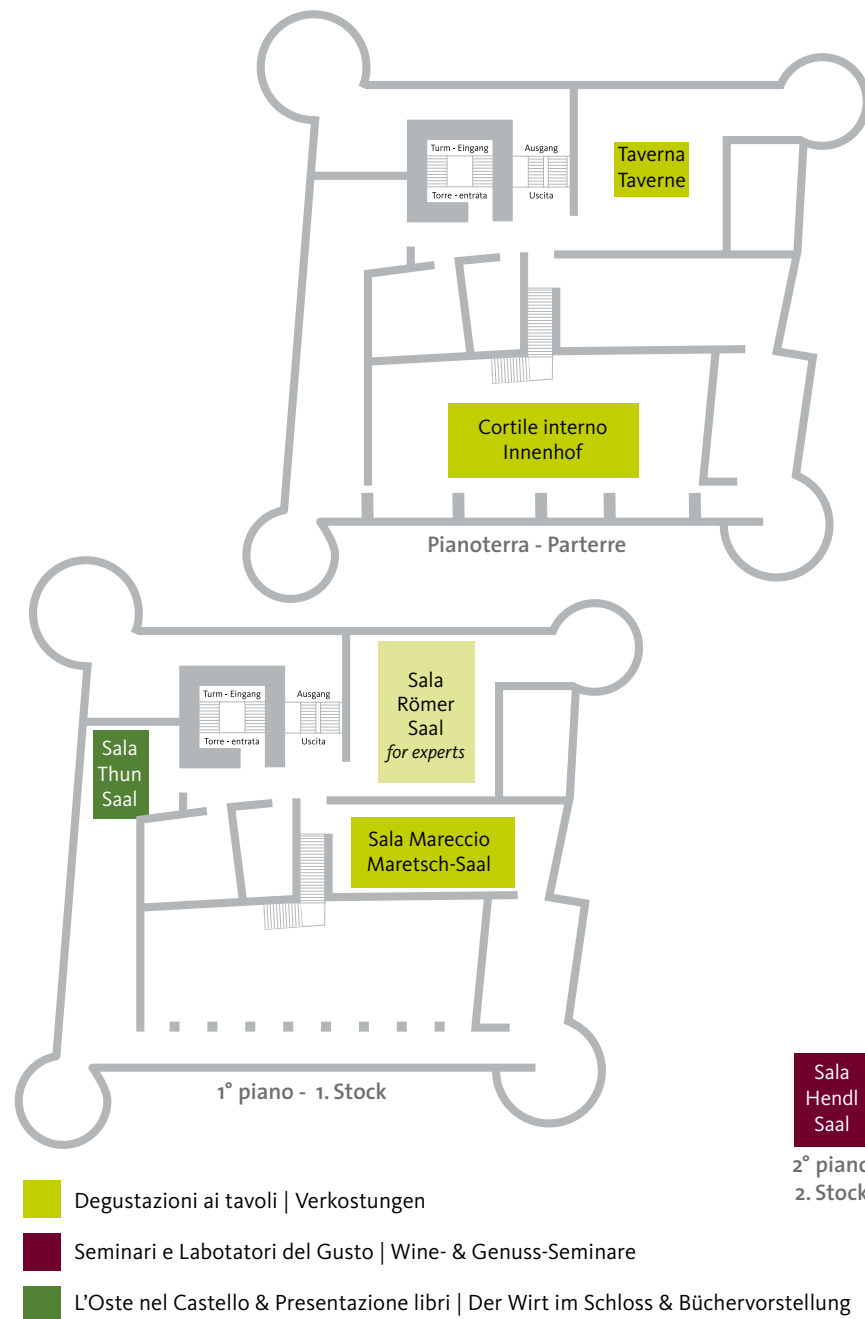 Turm - Eingang
Ausgang
Torre - entrata
Uscita
Taverna
Taverne
Cortile interno
Innenhof
Pianoterra - Parterre
Turm - Eingang
Ausgang
Torre - entrata
Uscita
Sala
Römer
Saal
for experts
Sala
Thun
Saal
Sala Mareccio
Maretsch-Saal
1° piano - 1. Stock
Sala
Hendl
Saal
2° piano
2. Stock
Degustazioni ai tavoli | Verkostungen
Seminari e Labotatori del Gusto | Wine- & Genuss-Seminare
L'Oste nel Castello & Presentazione libri | Der Wirt im Schloss & Büchervorstellung